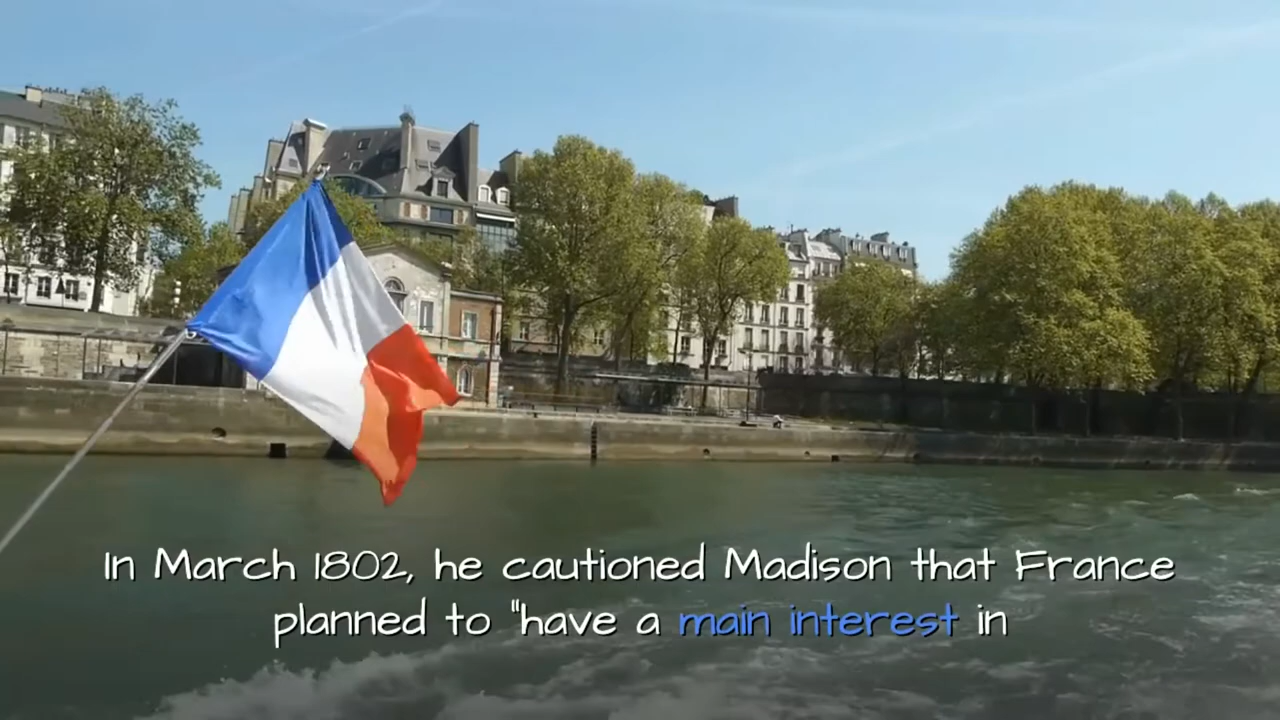 In March 1802, he cautioned Madison that France
planned to "have a main interest in